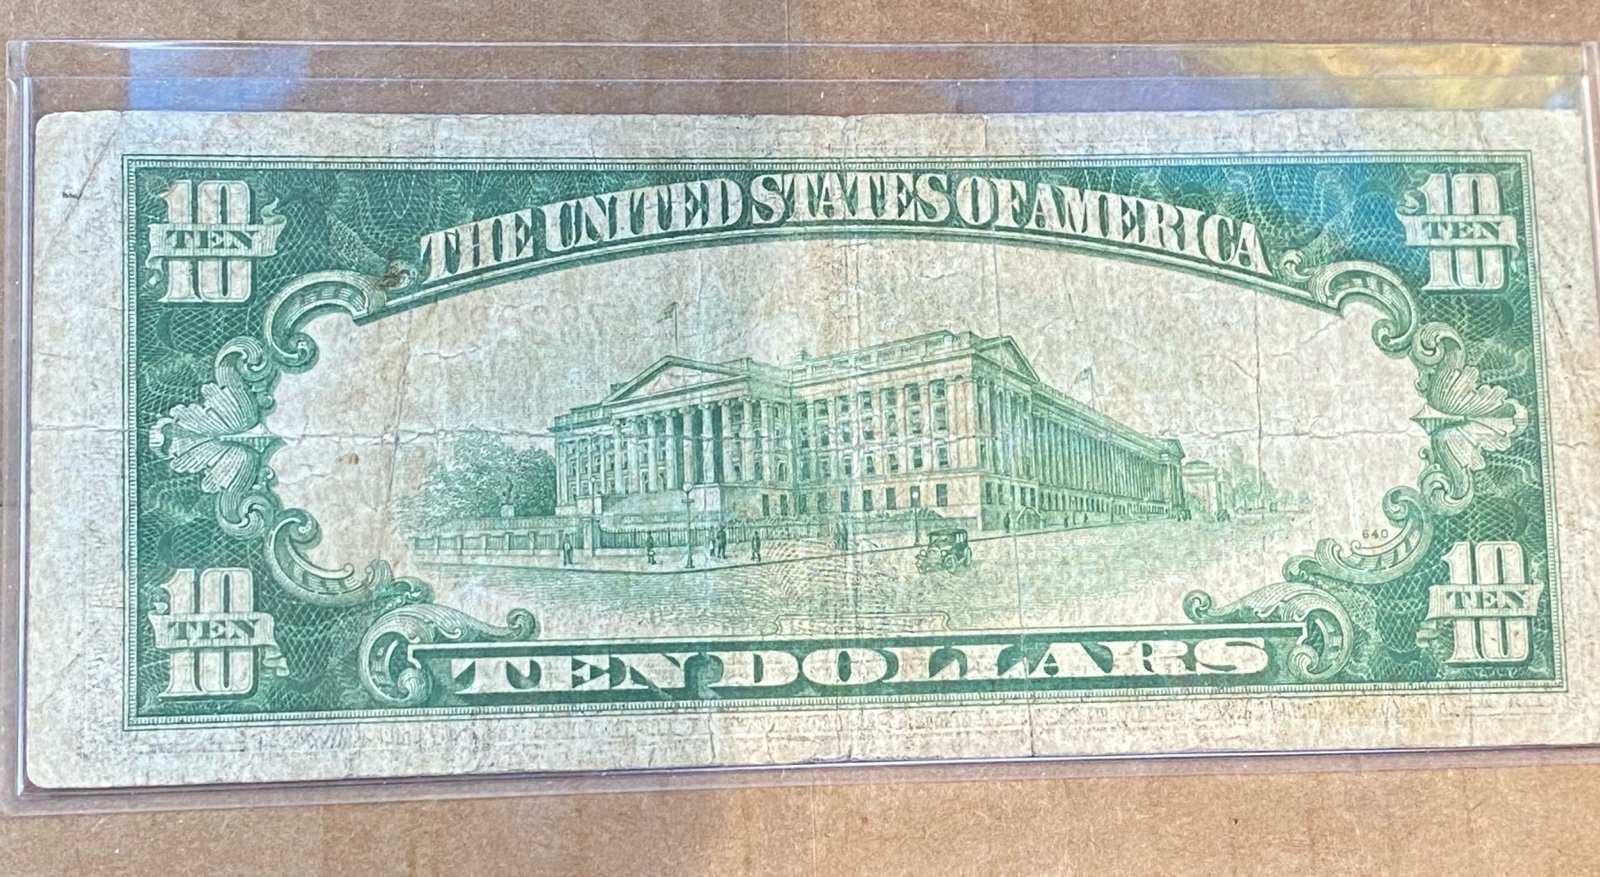 THE UNITED STATES OF AMERICA
10 TEN 10
10 TEN 10
640
10 TEN 10
10 TEN 10
TEN DOLLARS